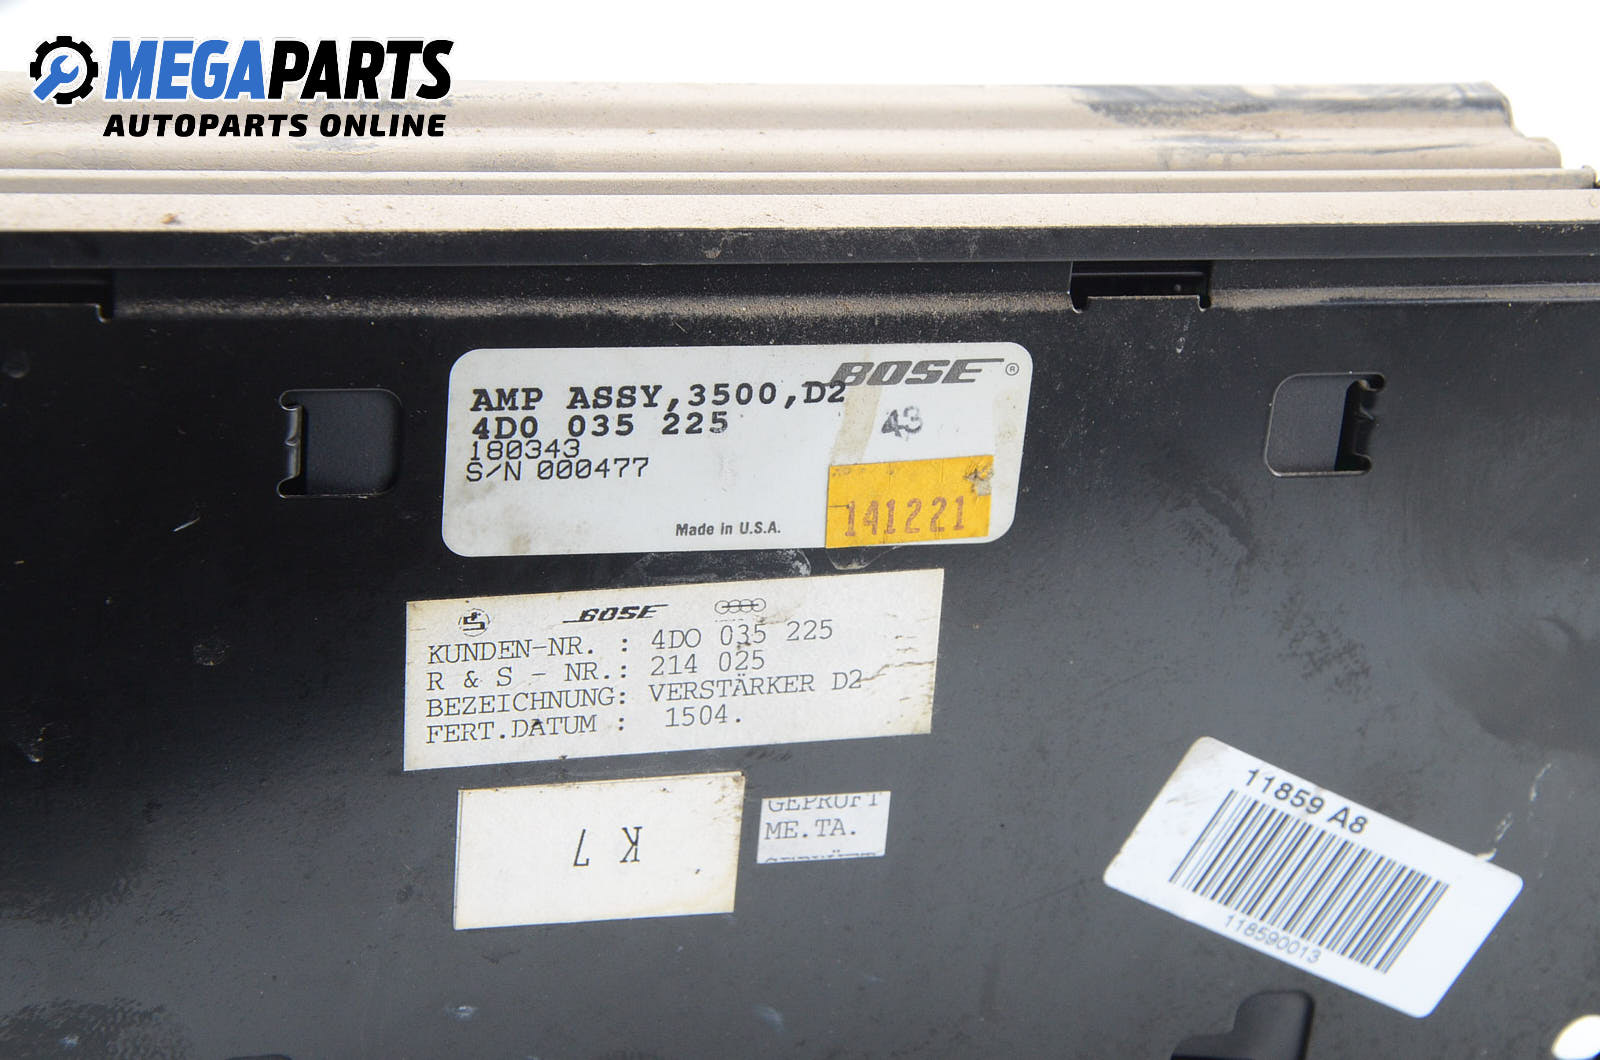 MEGAPARTS
AUTOPARTS ONLINE
BOSE ®
AMP ASSY,3500,D2
4D0 035 225
43
180343
S/N 000477
141221
Made in U.S.A.
BOSE
KUNDEN-NR. : 4DO 035 225
R & S - NR.: 214 025
BEZEICHNUNG: VERSTÄRKER D2
FERT.DATUM : 1504.
K 7
GEPRÜFT
ME.TA.
11859 A8
118590013